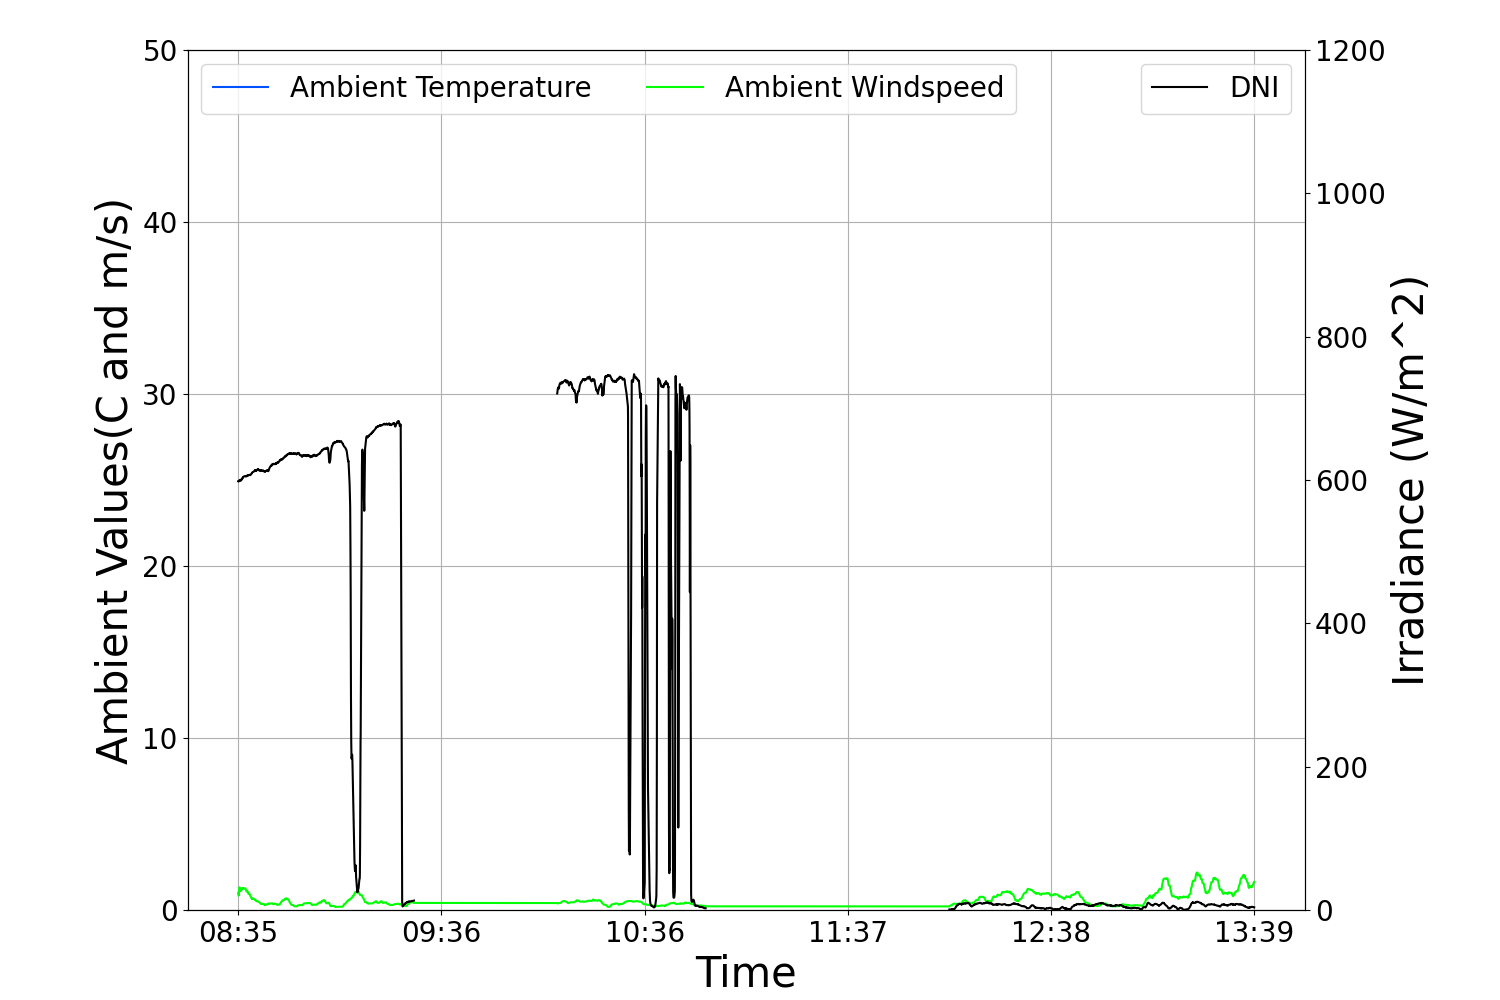 Ambient Temperature Ambient Windspeed DNI
Ambient Values(C and m/s)
50
40
30
20
10
0
1200
1000
800
600
400
200
0
Irradiance (W/m^2)
08:35 09:36 10:36 11:37 12:38 13:39
Time